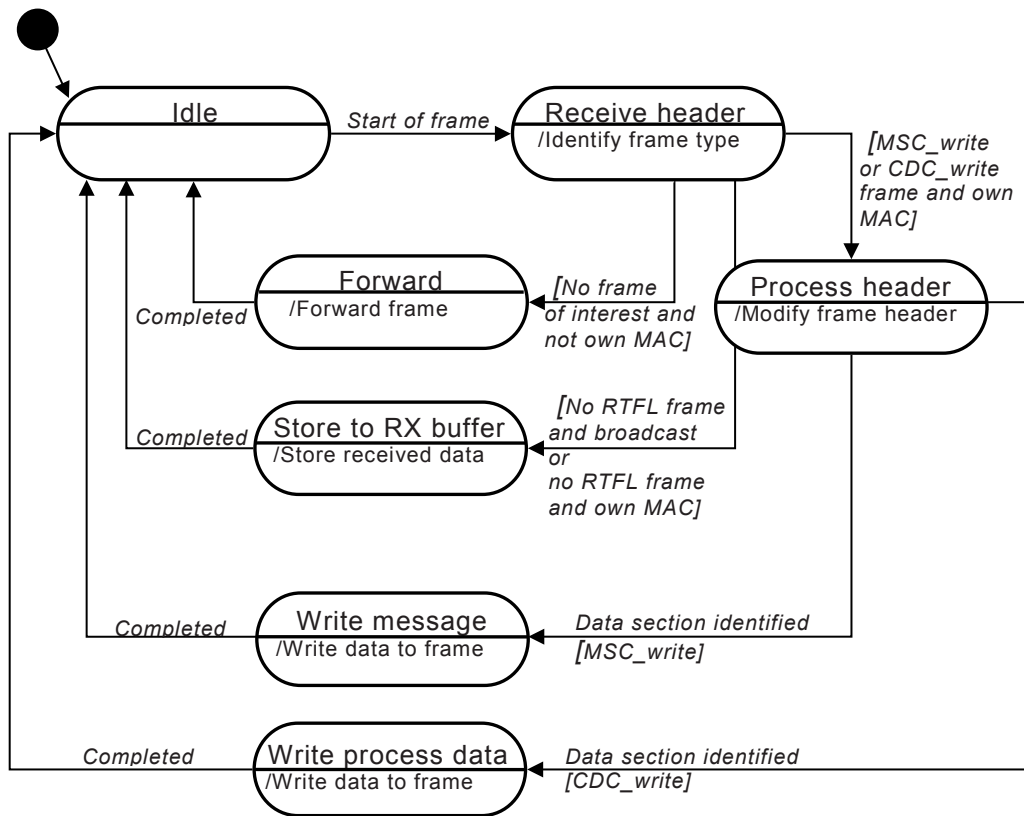 Idle
Start of frame
Receive header
/Identify frame type
[MSC_write
or CDC_write
frame and own
MAC]
Forward
/Forward frame
Completed
[No frame
of interest and
not own MAC]
Process header
/Modify frame header
Store to RX buffer
/Store received data
Completed
[No RTFL frame
and broadcast
or
no RTFL frame
and own MAC]
Write message
/Write data to frame
Completed
Data section identified
[MSC_write]
Write process data
/Write data to frame
Completed
Data section identified
[CDC_write]